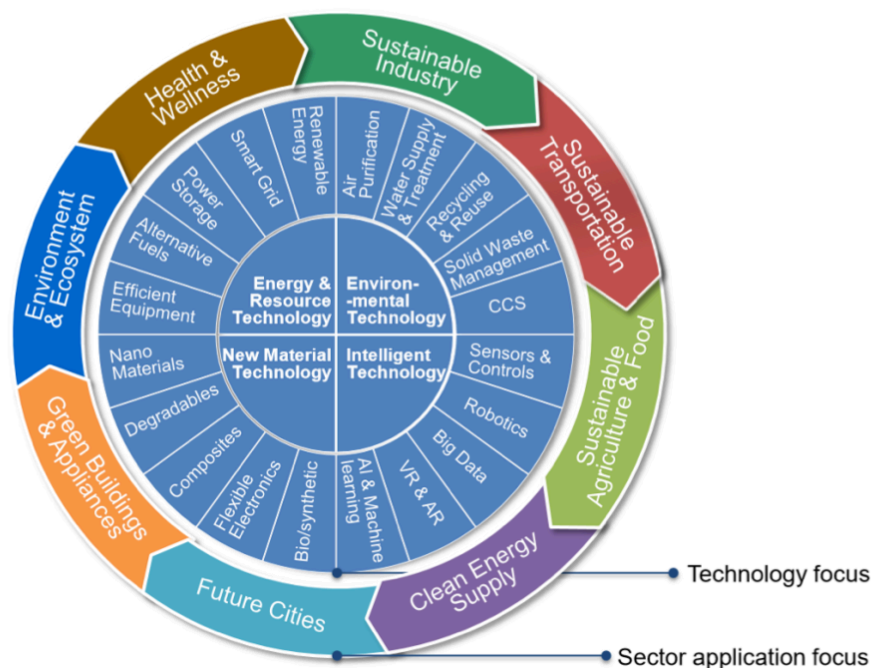 Health &
Wellness
Sustainable
Industry
Sustainable
Transportation
Sustainable
Agriculture & Food
Clean Energy
Supply
Future Cities
Green Buildings
& Appliances
Environment
& Ecosystem
Renewable
Energy
Smart Grid
Power
Storage
Alternative
Fuels
Efficient
Equipment
Air
Purification
Water Supply
& Treatment
Recycling
& Reuse
Solid Waste
Management
CCS
Energy &
Resource
Technology
Environ-
-mental
Technology
New Material
Technology
Intelligent
Technology
Nano
Materials
Degradables
Composites
Flexible
Electronics
Bio/synthetic
Sensors &
Controls
Robotics
Big Data
VR & AR
AI & Machine
learning
Technology focus
Sector application focus